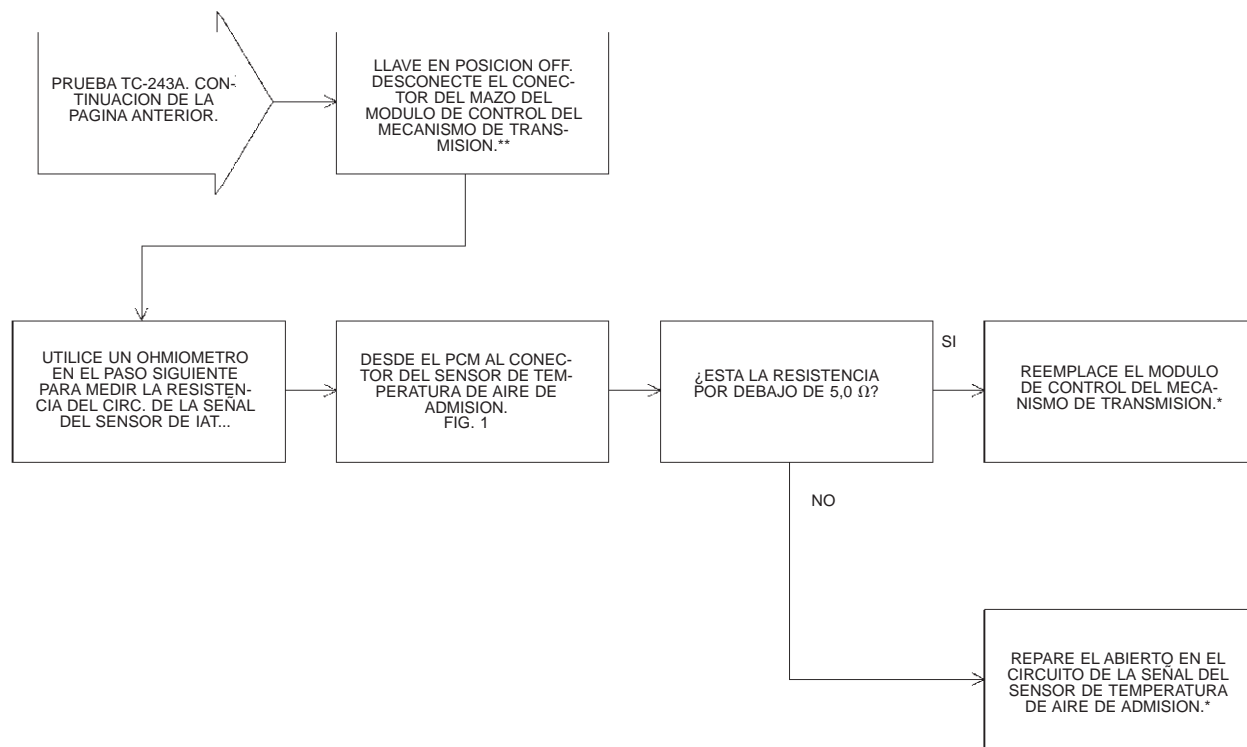 PRUEBA TC-243A. CON-
TINUACION DE LA
PAGINA ANTERIOR.
LLAVE EN POSICION OFF.
DESCONECTE EL CONEC-
TOR DEL MAZO DEL
MODULO DE CONTROL DEL
MECANISMO DE TRANS-
MISION.**
UTILICE UN OHMIOMETRO
EN EL PASO SIGUIENTE
PARA MEDIR LA RESISTEN-
CIA DEL CIRC. DE LA SEÑAL
DEL SENSOR DE IAT...
DESDE EL PCM AL CONEC-
TOR DEL SENSOR DE TEM-
PERATURA DE AIRE DE
ADMISION.
FIG. 1
¿ESTA LA RESISTENCIA
POR DEBAJO DE 5,0 Ω?
SI
REEMPLACE EL MODULO
DE CONTROL DEL MECA-
NISMO DE TRANSMISION.*
NO
REPARE EL ABIERTO EN EL
CIRCUITO DE LA SEÑAL DEL
SENSOR DE TEMPERATURA
DE AIRE DE ADMISION.*